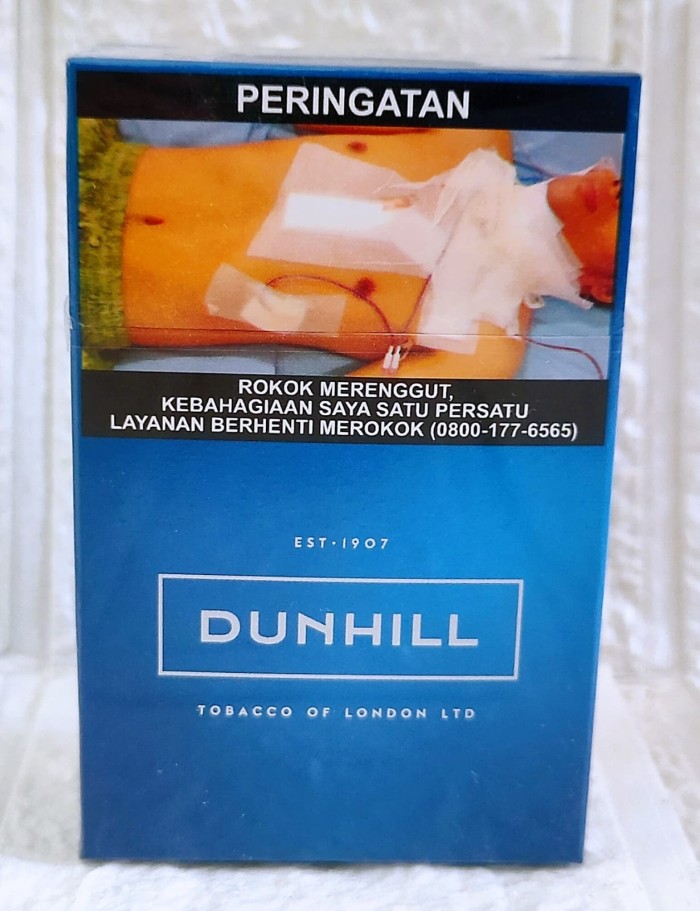 PERINGATAN
ROKOK MERENGGUT,
KEBAHAGIAAN SAYA SATU PERSATU
LAYANAN BERHENTI MEROKOK (0800-177-6565)
EST·1907
DUNHILL
TOBACCO OF LONDON LTD